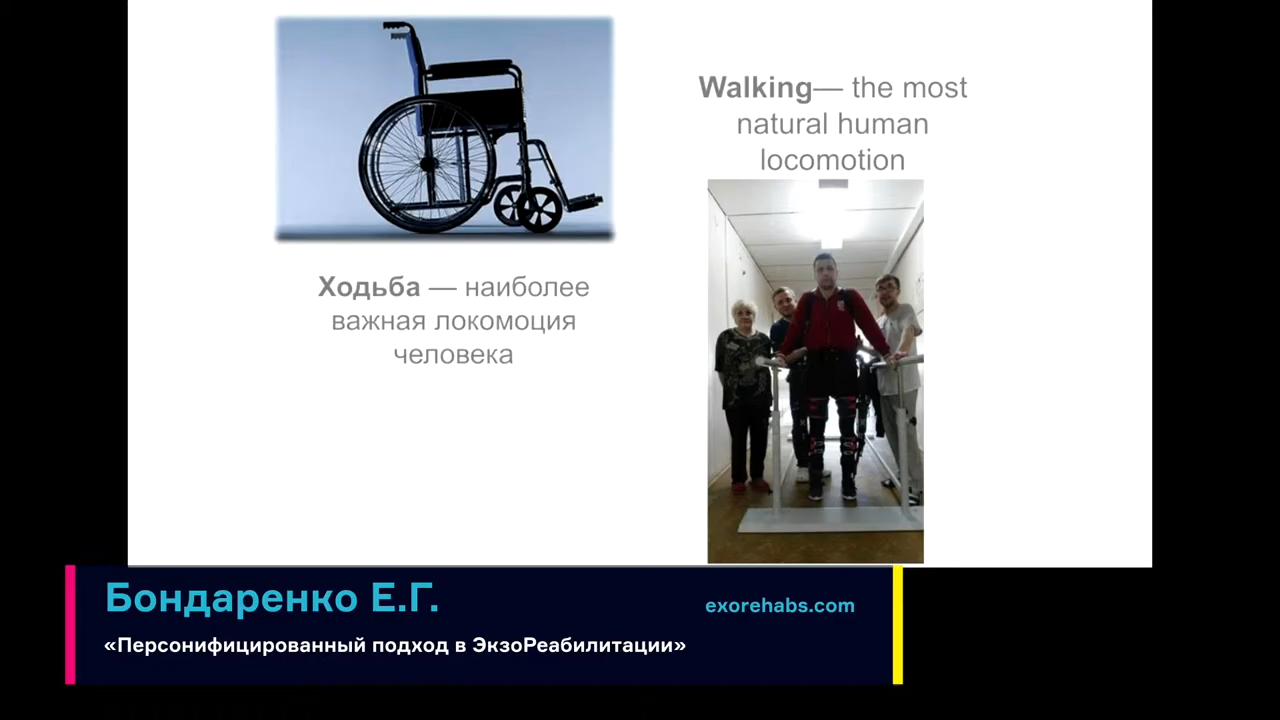 Walking— the most
natural human
locomotion
Ходьба — наиболее
важная локомоция
человека
Бондаренко Е.Г.
exorehabs.com
«Персонифицированный подход в ЭкзоРеабилитации»